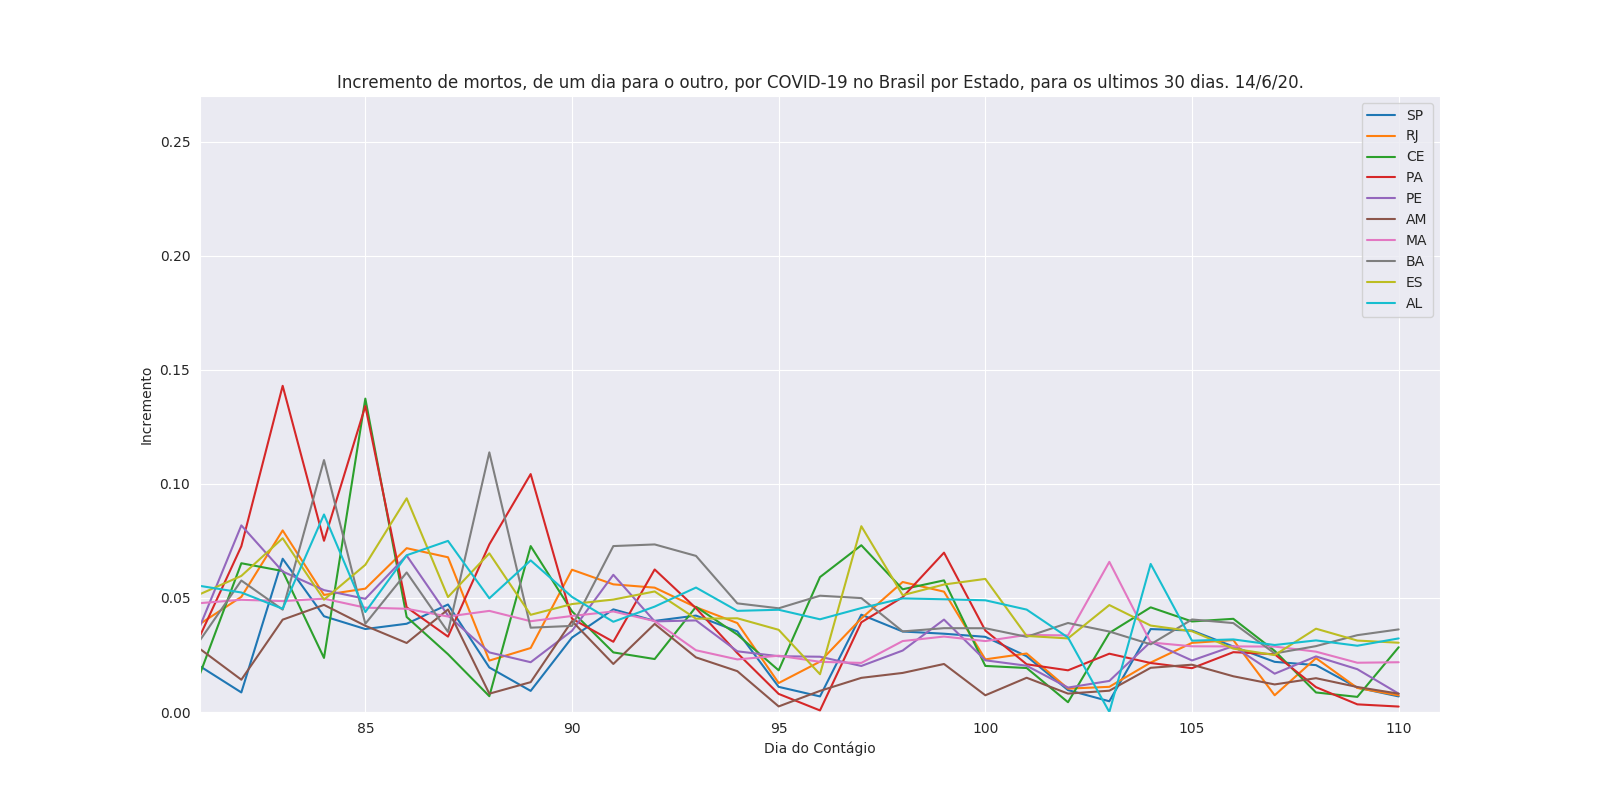 Incremento de mortos, de um dia para o outro, por COVID-19 no Brasil por Estado, para os ultimos 30 dias. 14/6/20.
SP
RJ
CE
PA
PE
AM
MA
BA
ES
AL
0.25
0.20
0.15
0.10
0.05
0.00
Incremento
85
90
95
100
105
110
Dia do Contágio